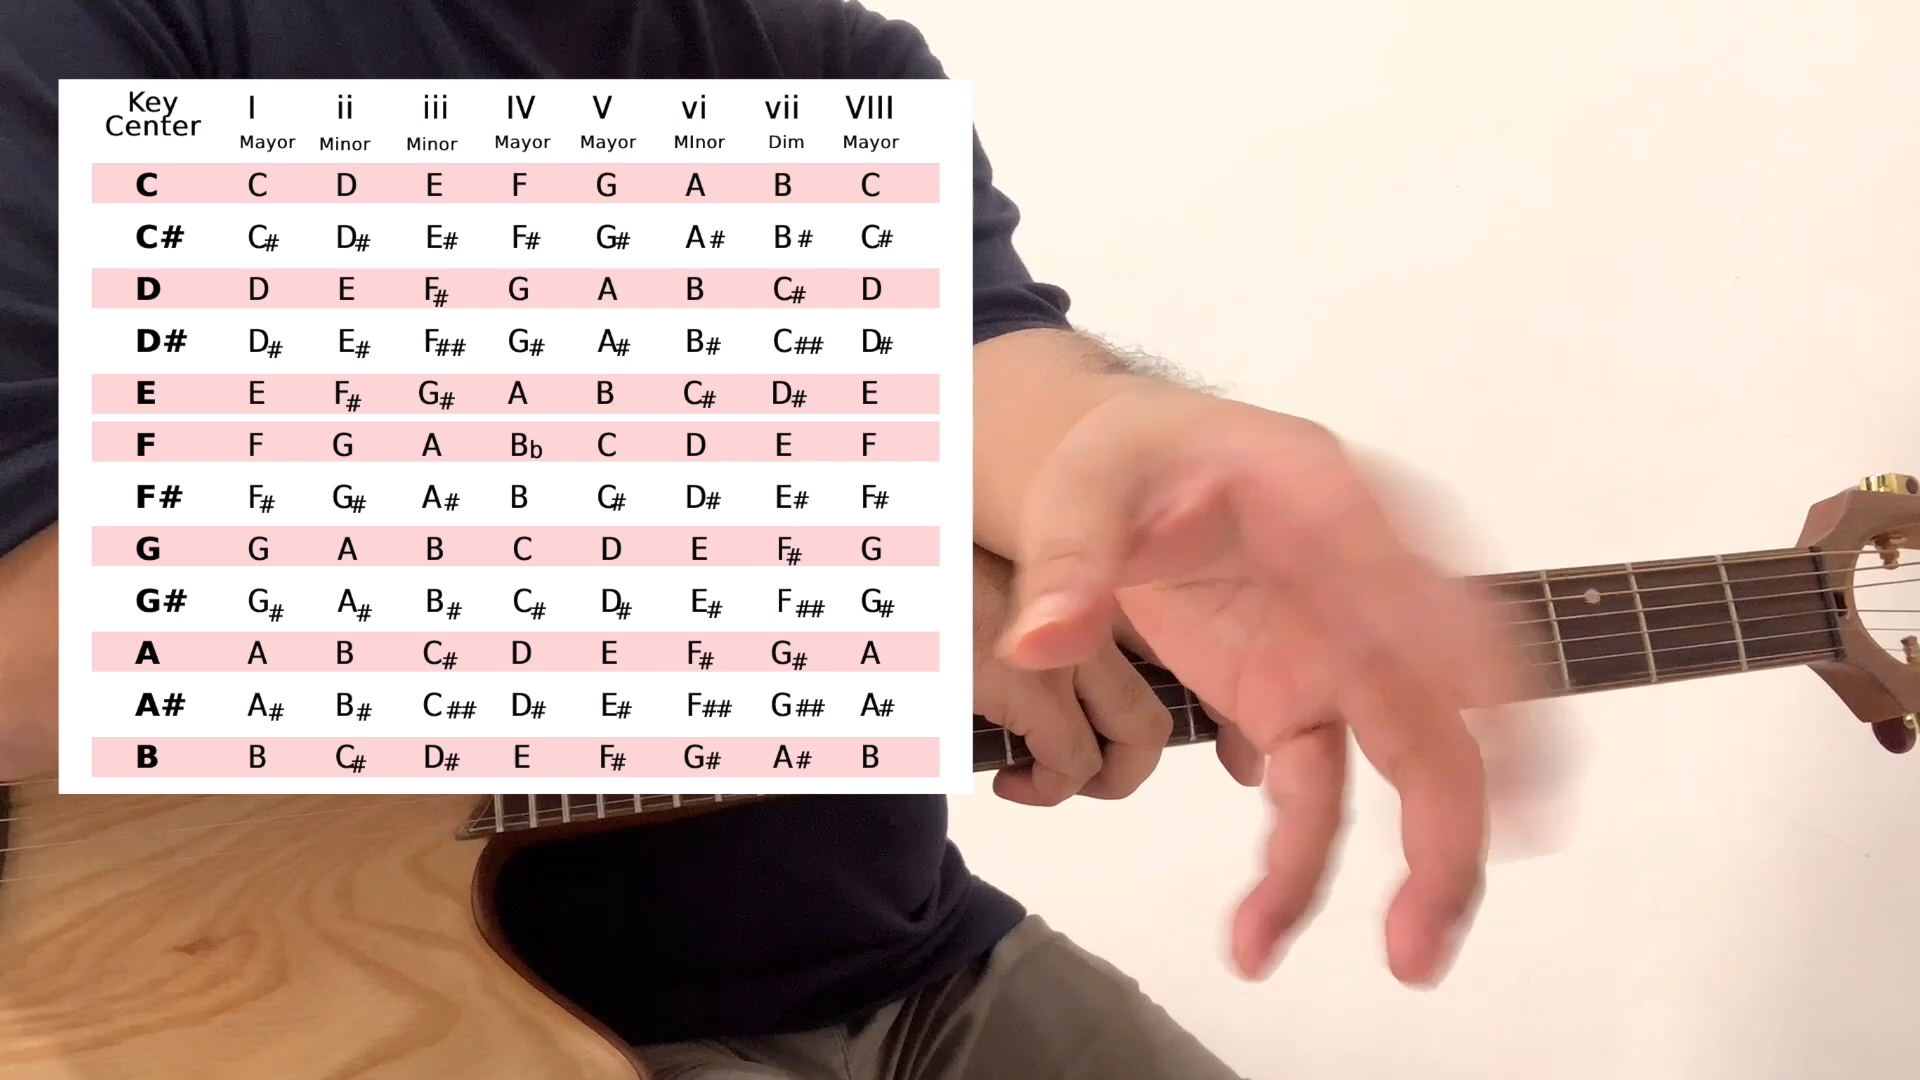 Key Center I ii iii IV V vi vii VIII
Mayor Minor Minor Mayor Mayor MInor Dim Mayor
C C D E F G A B C
C# C# D# E# F# G# A# B# C#
D D E F# G A B C# D
D# D# E# F## G# A# B# C## D#
E E F# G# A B C# D# E
F F G A Bb C D E F
F# F# G# A# B C# D# E# F#
G G A B C D E F# G
G# G# A# B# C# D# E# F## G#
A A B C# D E F# G# A
A# A# B# C## D# E# F## G## A#
B B C# D# E F# G# A# B